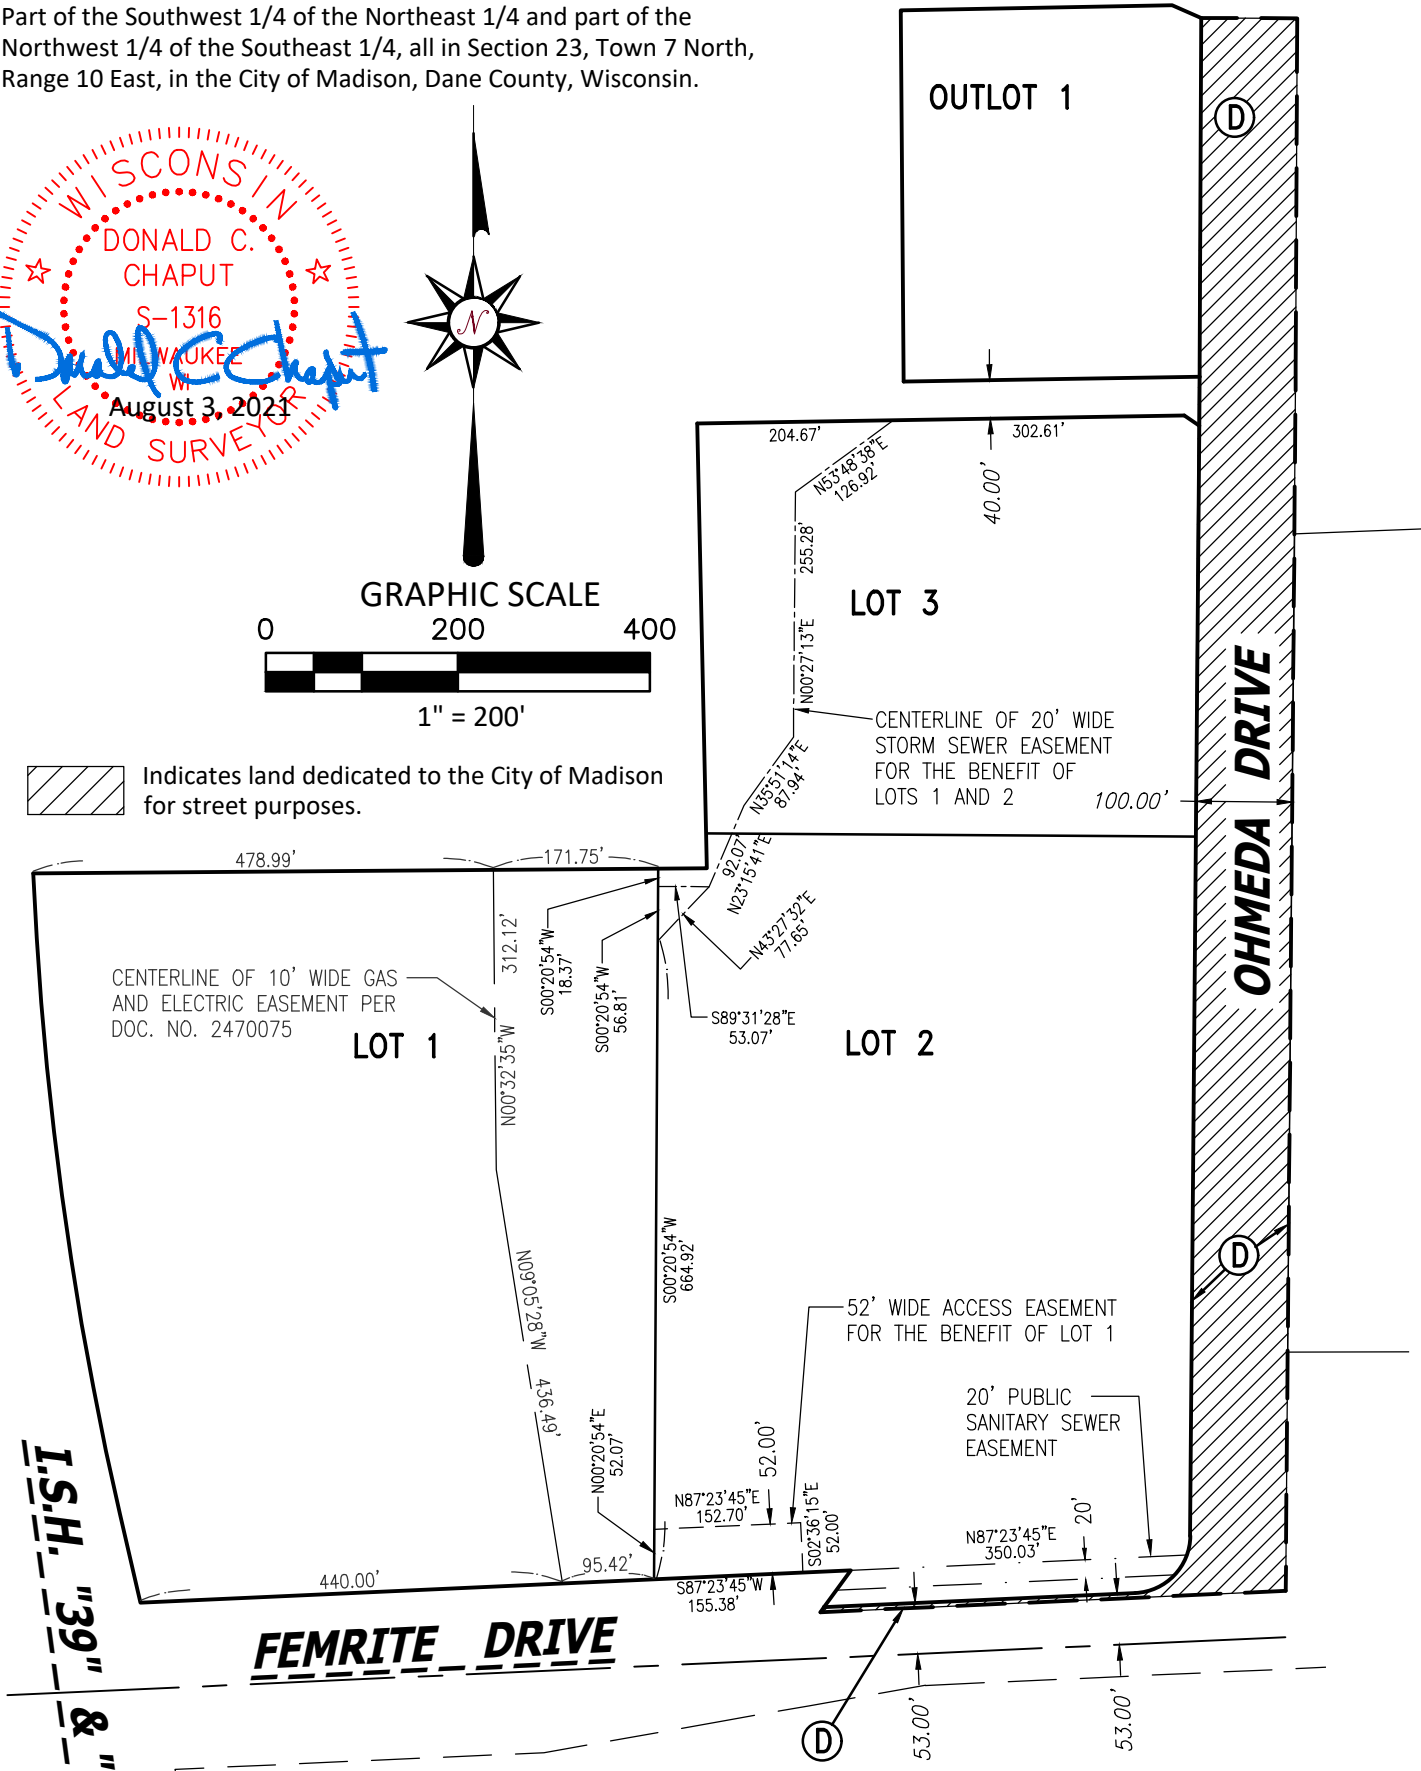 Part of the Southwest 1/4 of the Northeast 1/4 and part of the
Northwest 1/4 of the Southeast 1/4, all in Section 23, Town 7 North,
Range 10 East, in the City of Madison, Dane County, Wisconsin.
WISCONSIN
DONALD C.
CHAPUT
S-1316
MILWAUKEE
WI
LAND SURVEYOR
Donald C Chaput
August 3, 2021
N
GRAPHIC SCALE
0 200 400
1" = 200'
Indicates land dedicated to the City of Madison
for street purposes.
OUTLOT 1
D
204.67'
302.61'
N53°48'38"E
126.92'
40.00'
255.28'
N00°27'13"E
LOT 3
CENTERLINE OF 20' WIDE
STORM SEWER EASEMENT
FOR THE BENEFIT OF
LOTS 1 AND 2
100.00'
OHMEDA DRIVE
N35°51'14"E
87.94'
92.07'
N23°15'41"E
N43°27'32"E
77.65'
478.99'
171.75'
312.12'
N00°32'35"W
S00°20'54"W
18.37'
S00°20'54"W
56.81'
S89°31'28"E
53.07'
CENTERLINE OF 10' WIDE GAS
AND ELECTRIC EASEMENT PER
DOC. NO. 2470075
LOT 1
LOT 2
S00°20'54"W
664.92'
N09°05'28"W 436.49'
D
52' WIDE ACCESS EASEMENT
FOR THE BENEFIT OF LOT 1
20' PUBLIC
SANITARY SEWER
EASEMENT
N00°20'54"E
52.07'
52.00'
N87°23'45"E
152.70'
S02°36'15"E
52.00'
20'
N87°23'45"E
350.03'
440.00'
95.42'
S87°23'45"W
155.38'
FEMRITE DRIVE
I.S.H. "39" & "
D
53.00'
53.00'